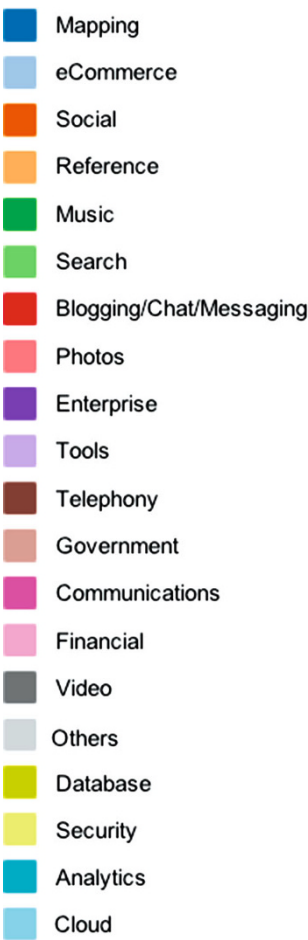 Mapping
eCommerce
Social
Reference
Music
Search
Blogging/Chat/Messaging
Photos
Enterprise
Tools
Telephony
Government
Communications
Financial
Video
Others
Database
Security
Analytics
Cloud